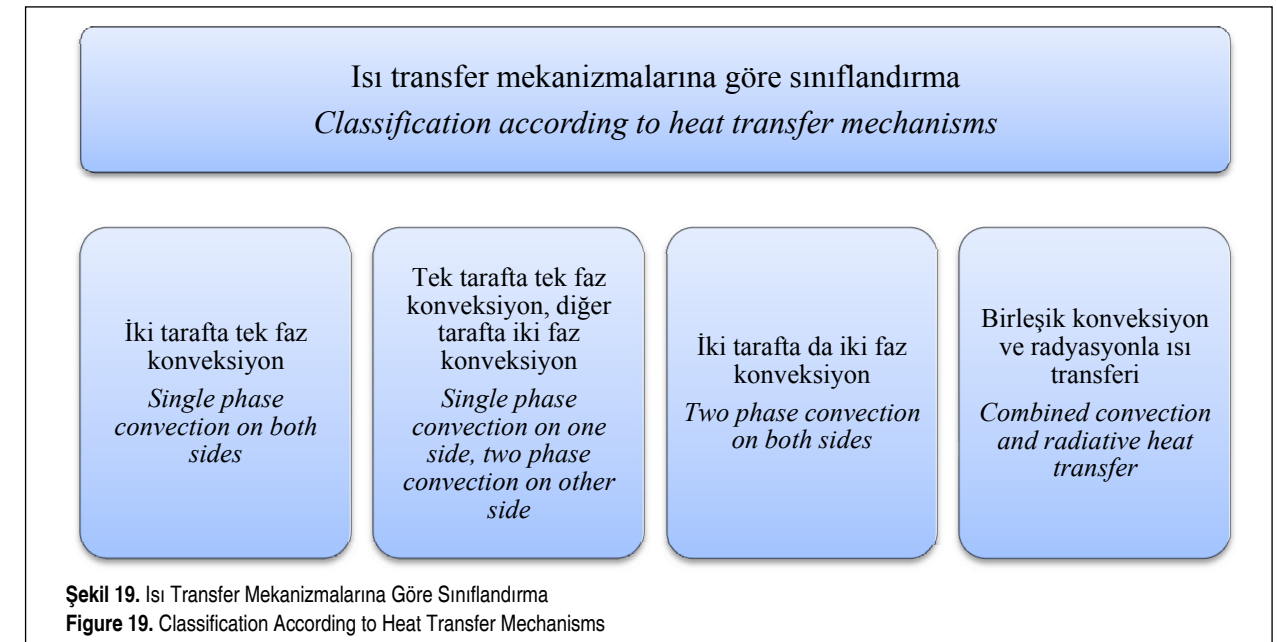 Isı transfer mekanizmalarına göre sınıflandırma
Classification according to heat transfer mechanisms
İki tarafta tek faz
konveksiyon
Single phase
convection on both
sides
Tek tarafta tek faz
konveksiyon, diğer
tarafta iki faz
konveksiyon
Single phase
convection on one
side, two phase
convection on other
side
İki tarafta da iki faz
konveksiyon
Two phase convection
on both sides
Birleşik konveksiyon
ve radyasyonla ısı
transferi
Combined convection
and radiative heat
transfer
Şekil 19. Isı Transfer Mekanizmalarına Göre Sınıflandırma
Figure 19. Classification According to Heat Transfer Mechanisms